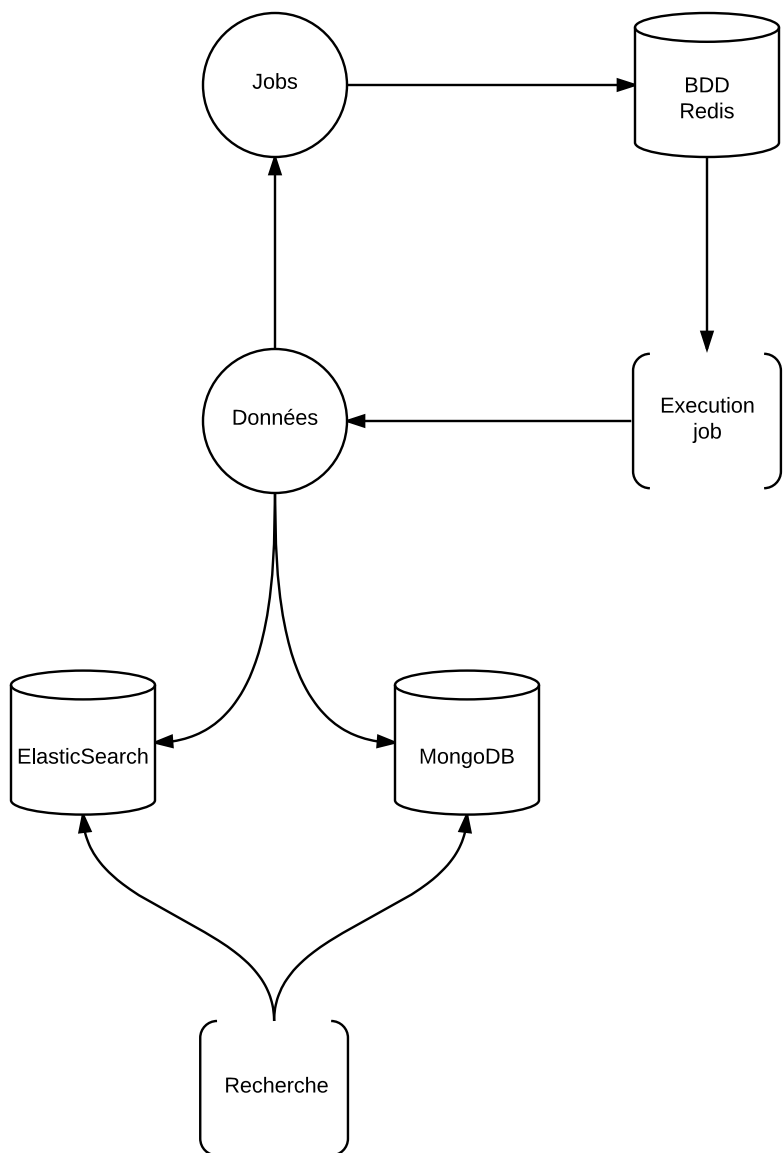 Jobs
BDD
Redis
Données
Execution
job
ElasticSearch
MongoDB
Recherche